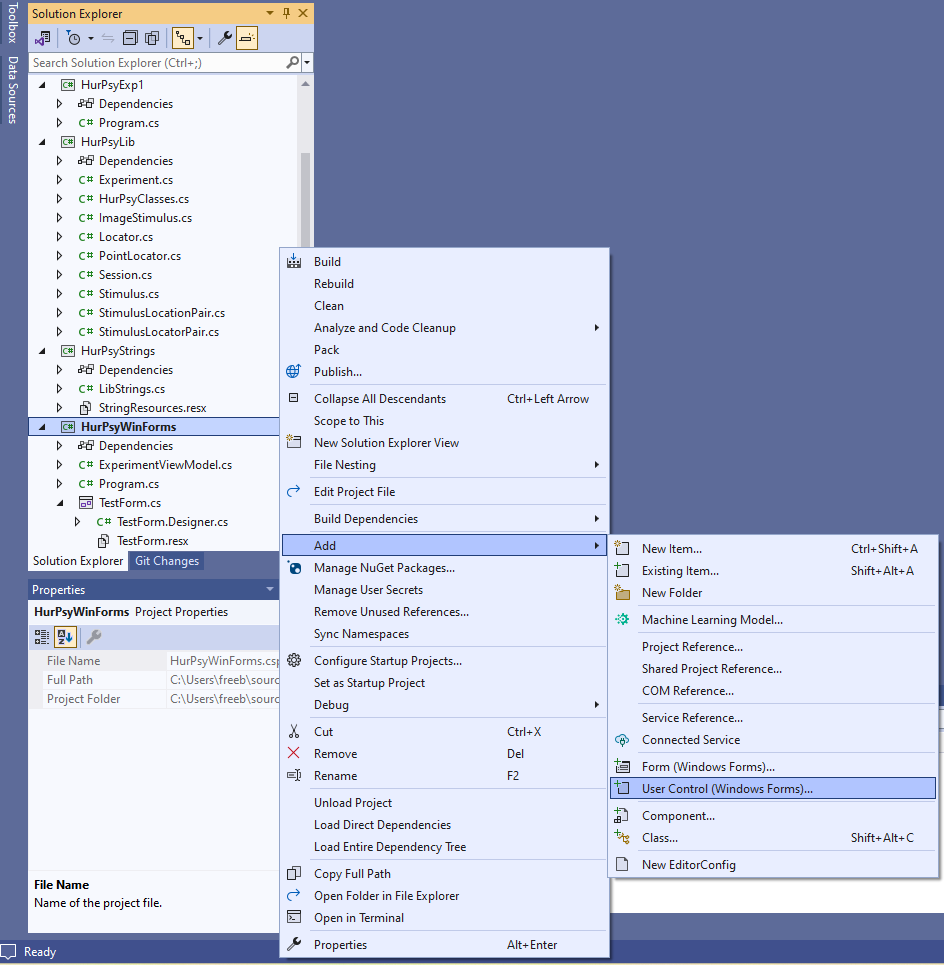 Toolbox
Data Sources
Solution Explorer
Search Solution Explorer (Ctrl+;)
C# HurPsyExp1
Dependencies
C# Program.cs
C# HurPsyLib
Dependencies
C# Experiment.cs
C# HurPsyClasses.cs
C# ImageStimulus.cs
C# Locator.cs
C# PointLocator.cs
C# Session.cs
C# Stimulus.cs
C# StimulusLocationPair.cs
C# StimulusLocatorPair.cs
C# HurPsyStrings
Dependencies
C# LibStrings.cs
StringResources.resx
C# HurPsyWinForms
Dependencies
C# ExperimentViewModel.cs
C# Program.cs
TestForm.cs
C# TestForm.Designer.cs
TestForm.resx
Solution Explorer Git Changes
Properties
HurPsyWinForms Project Properties
File Name HurPsyWinForms.csp
Full Path C:\Users\freeb\sourc
Project Folder C:\Users\freeb\sourc
File Name
Name of the project file.
Build
Rebuild
Clean
Analyze and Code Cleanup
Pack
Publish...
Collapse All Descendants Ctrl+Left Arrow
Scope to This
New Solution Explorer View
File Nesting
Edit Project File
Build Dependencies
Add
Manage NuGet Packages...
Manage User Secrets
Remove Unused References...
Sync Namespaces
Configure Startup Projects...
Set as Startup Project
Debug
Cut Ctrl+X
Remove Del
Rename F2
Unload Project
Load Direct Dependencies
Load Entire Dependency Tree
Copy Full Path
Open Folder in File Explorer
Open in Terminal
Properties Alt+Enter
New Item... Ctrl+Shift+A
Existing Item... Shift+Alt+A
New Folder
Machine Learning Model...
Project Reference...
Shared Project Reference...
COM Reference...
Service Reference...
Connected Service
Form (Windows Forms)...
User Control (Windows Forms)...
Component...
Class... Shift+Alt+C
New EditorConfig
Ready